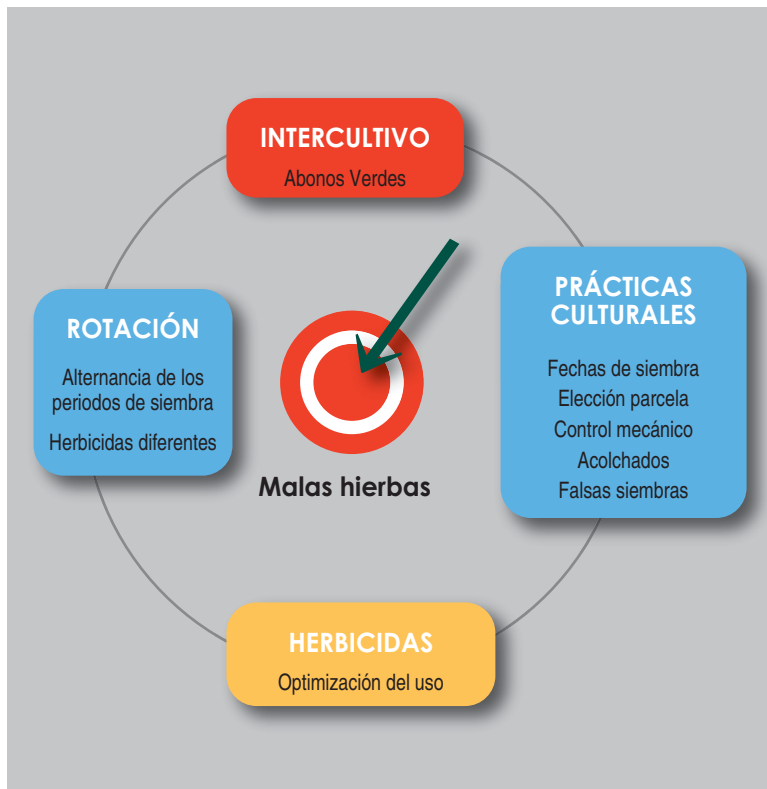 INTERCULTIVO
Abonos Verdes
PRÁCTICAS
CULTURALES
Fechas de siembra
Elección parcela
Control mecánico
Acolchados
Falsas siembras
ROTACIÓN
Alternancia de los
periodos de siembra
Herbicidas diferentes
Malas hierbas
HERBICIDAS
Optimización del uso